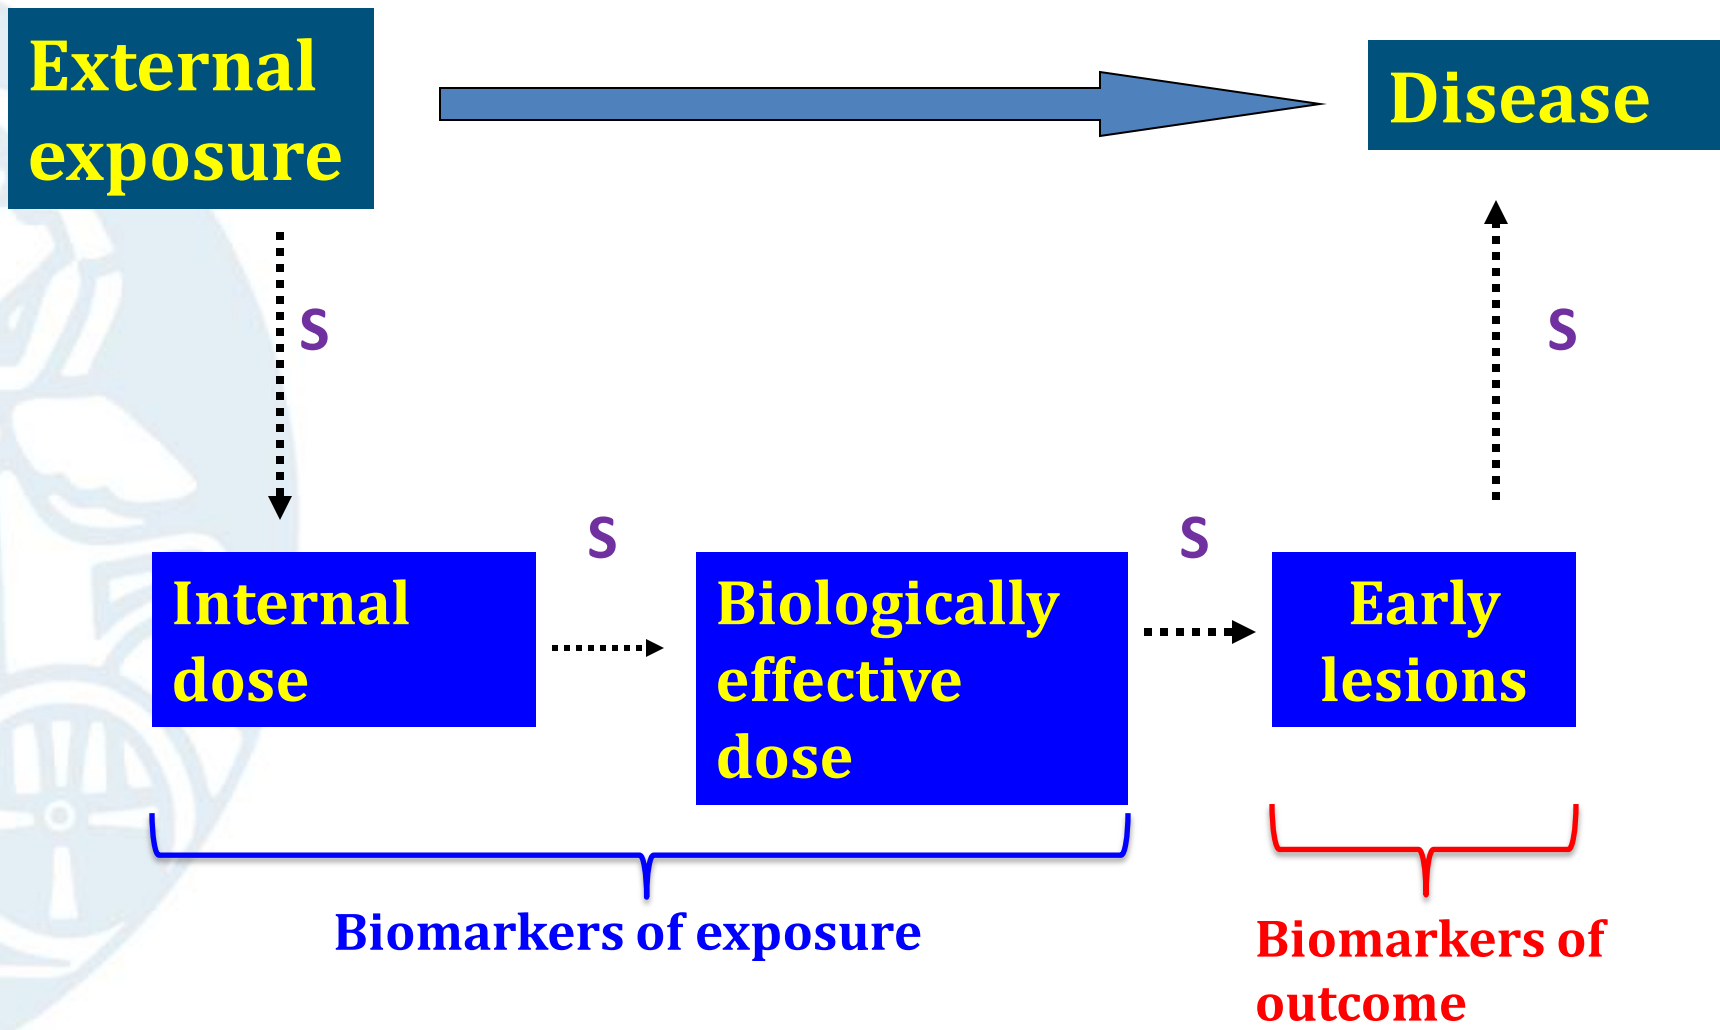 External
exposure
Disease
S
S
S
S
Internal
dose
Biologically
effective
dose
Early
lesions
Biomarkers of exposure
Biomarkers of
outcome